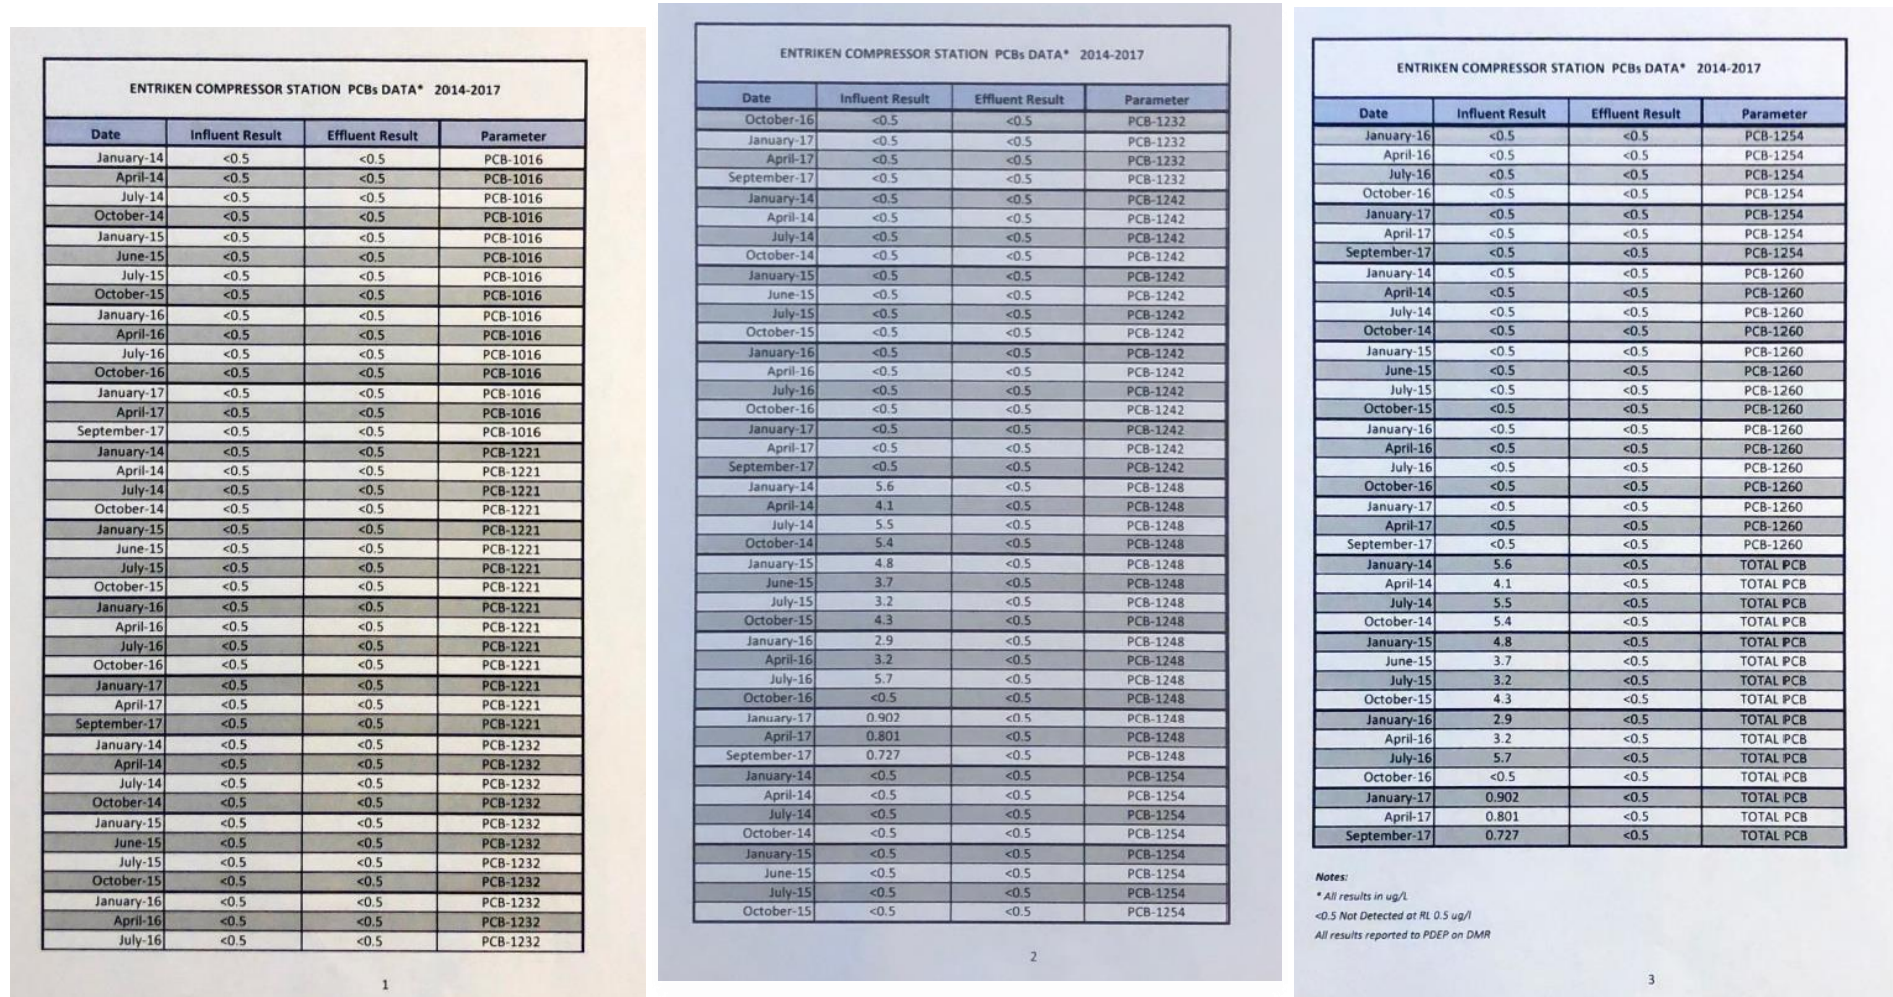 ENTRIKEN COMPRESSOR STATION PCBs DATA* 2014-2017
Date Influent Result Effluent Result Parameter
January-14 <0.5 <0.5 PCB-1016
April-14 <0.5 <0.5 PCB-1016
July-14 <0.5 <0.5 PCB-1016
October-14 <0.5 <0.5 PCB-1016
January-15 <0.5 <0.5 PCB-1016
June-15 <0.5 <0.5 PCB-1016
July-15 <0.5 <0.5 PCB-1016
October-15 <0.5 <0.5 PCB-1016
January-16 <0.5 <0.5 PCB-1016
April-16 <0.5 <0.5 PCB-1016
July-16 <0.5 <0.5 PCB-1016
October-16 <0.5 <0.5 PCB-1016
January-17 <0.5 <0.5 PCB-1016
April-17 <0.5 <0.5 PCB-1016
September-17 <0.5 <0.5 PCB-1016
January-14 <0.5 <0.5 PCB-1221
April-14 <0.5 <0.5 PCB-1221
July-14 <0.5 <0.5 PCB-1221
October-14 <0.5 <0.5 PCB-1221
January-15 <0.5 <0.5 PCB-1221
June-15 <0.5 <0.5 PCB-1221
July-15 <0.5 <0.5 PCB-1221
October-15 <0.5 <0.5 PCB-1221
January-16 <0.5 <0.5 PCB-1221
April-16 <0.5 <0.5 PCB-1221
July-16 <0.5 <0.5 PCB-1221
October-16 <0.5 <0.5 PCB-1221
January-17 <0.5 <0.5 PCB-1221
April-17 <0.5 <0.5 PCB-1221
September-17 <0.5 <0.5 PCB-1221
January-14 <0.5 <0.5 PCB-1232
April-14 <0.5 <0.5 PCB-1232
July-14 <0.5 <0.5 PCB-1232
October-14 <0.5 <0.5 PCB-1232
January-15 <0.5 <0.5 PCB-1232
June-15 <0.5 <0.5 PCB-1232
July-15 <0.5 <0.5 PCB-1232
October-15 <0.5 <0.5 PCB-1232
January-16 <0.5 <0.5 PCB-1232
April-16 <0.5 <0.5 PCB-1232
July-16 <0.5 <0.5 PCB-1232
1
ENTRIKEN COMPRESSOR STATION PCBs DATA* 2014-2017
Date Influent Result Effluent Result Parameter
October-16 <0.5 <0.5 PCB-1232
January-17 <0.5 <0.5 PCB-1232
April-17 <0.5 <0.5 PCB-1232
September-17 <0.5 <0.5 PCB-1232
January-14 <0.5 <0.5 PCB-1242
April-14 <0.5 <0.5 PCB-1242
July-14 <0.5 <0.5 PCB-1242
October-14 <0.5 <0.5 PCB-1242
January-15 <0.5 <0.5 PCB-1242
June-15 <0.5 <0.5 PCB-1242
July-15 <0.5 <0.5 PCB-1242
October-15 <0.5 <0.5 PCB-1242
January-16 <0.5 <0.5 PCB-1242
April-16 <0.5 <0.5 PCB-1242
July-16 <0.5 <0.5 PCB-1242
October-16 <0.5 <0.5 PCB-1242
January-17 <0.5 <0.5 PCB-1242
April-17 <0.5 <0.5 PCB-1242
September-17 <0.5 <0.5 PCB-1242
January-14 5.6 <0.5 PCB-1248
April-14 4.1 <0.5 PCB-1248
July-14 5.5 <0.5 PCB-1248
October-14 5.4 <0.5 PCB-1248
January-15 4.8 <0.5 PCB-1248
June-15 3.7 <0.5 PCB-1248
July-15 3.2 <0.5 PCB-1248
October-15 4.3 <0.5 PCB-1248
January-16 2.9 <0.5 PCB-1248
April-16 3.2 <0.5 PCB-1248
July-16 5.7 <0.5 PCB-1248
October-16 <0.5 <0.5 PCB-1248
January-17 0.902 <0.5 PCB-1248
April-17 0.801 <0.5 PCB-1248
September-17 0.727 <0.5 PCB-1248
January-14 <0.5 <0.5 PCB-1254
April-14 <0.5 <0.5 PCB-1254
July-14 <0.5 <0.5 PCB-1254
October-14 <0.5 <0.5 PCB-1254
January-15 <0.5 <0.5 PCB-1254
June-15 <0.5 <0.5 PCB-1254
July-15 <0.5 <0.5 PCB-1254
October-15 <0.5 <0.5 PCB-1254
2
ENTRIKEN COMPRESSOR STATION PCBs DATA* 2014-2017
Date Influent Result Effluent Result Parameter
January-16 <0.5 <0.5 PCB-1254
April-16 <0.5 <0.5 PCB-1254
July-16 <0.5 <0.5 PCB-1254
October-16 <0.5 <0.5 PCB-1254
January-17 <0.5 <0.5 PCB-1254
April-17 <0.5 <0.5 PCB-1254
September-17 <0.5 <0.5 PCB-1254
January-14 <0.5 <0.5 PCB-1260
April-14 <0.5 <0.5 PCB-1260
July-14 <0.5 <0.5 PCB-1260
October-14 <0.5 <0.5 PCB-1260
January-15 <0.5 <0.5 PCB-1260
June-15 <0.5 <0.5 PCB-1260
July-15 <0.5 <0.5 PCB-1260
October-15 <0.5 <0.5 PCB-1260
January-16 <0.5 <0.5 PCB-1260
April-16 <0.5 <0.5 PCB-1260
July-16 <0.5 <0.5 PCB-1260
October-16 <0.5 <0.5 PCB-1260
January-17 <0.5 <0.5 PCB-1260
April-17 <0.5 <0.5 PCB-1260
September-17 <0.5 <0.5 PCB-1260
January-14 5.6 <0.5 TOTAL PCB
April-14 4.1 <0.5 TOTAL PCB
July-14 5.5 <0.5 TOTAL PCB
October-14 5.4 <0.5 TOTAL PCB
January-15 4.8 <0.5 TOTAL PCB
June-15 3.7 <0.5 TOTAL PCB
July-15 3.2 <0.5 TOTAL PCB
October-15 4.3 <0.5 TOTAL PCB
January-16 2.9 <0.5 TOTAL PCB
April-16 3.2 <0.5 TOTAL PCB
July-16 5.7 <0.5 TOTAL PCB
October-16 <0.5 <0.5 TOTAL PCB
January-17 0.902 <0.5 TOTAL PCB
April-17 0.801 <0.5 TOTAL PCB
September-17 0.727 <0.5 TOTAL PCB
Notes:
* All results in ug/L
<0.5 Not Detected at RL 0.5 ug/l
All results reported to PDEP on DMR
3